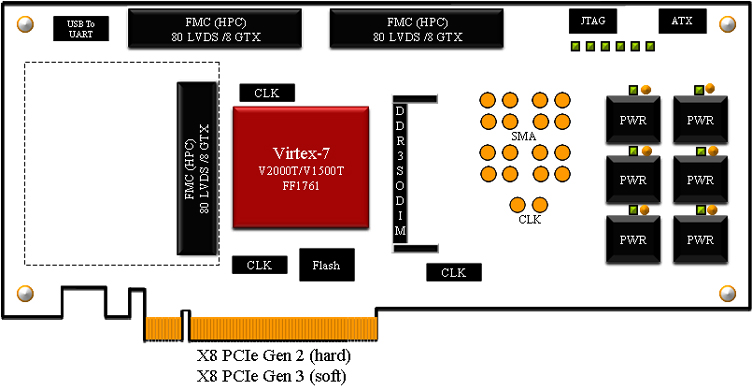 USB To
UART
FMC (HPC)
80 LVDS /8 GTX
FMC (HPC)
80 LVDS /8 GTX
JTAG
ATX
FMC (HPC)
80 LVDS /8 GTX
CLK
Virtex-7
V2000T/V1500T
FF1761
DDR3SODIM
SMA
CLK
PWR
PWR
PWR
PWR
PWR
PWR
CLK
Flash
CLK
X8 PCIe Gen 2 (hard)
X8 PCIe Gen 3 (soft)